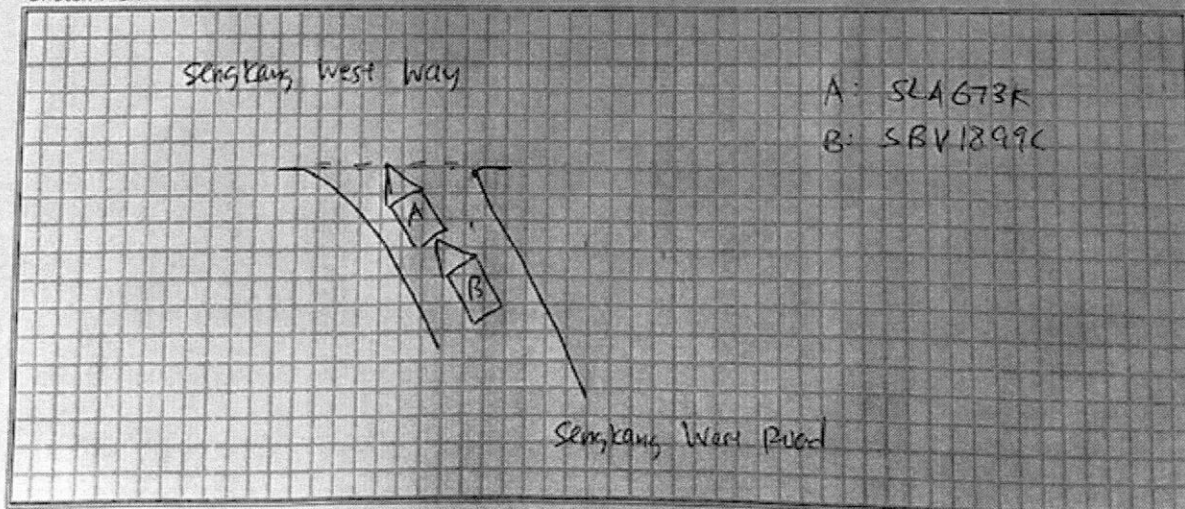 Sengkang West Way
A: SLA673K
B: SBV1899C
A
B
Sengkang West Road